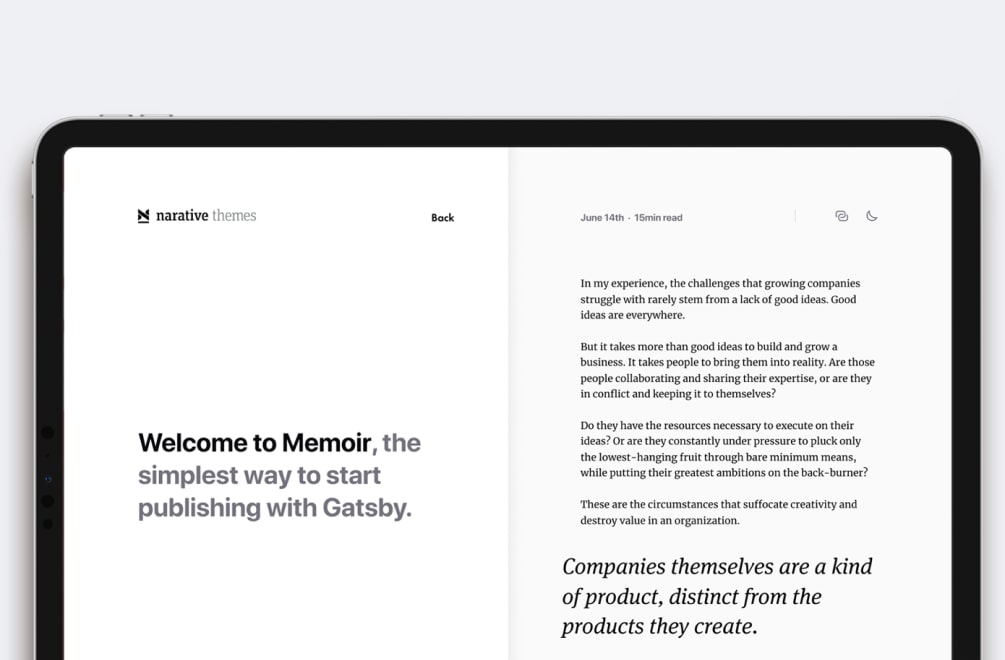 narative themes
Back
Welcome to Memoir, the
simplest way to start
publishing with Gatsby.
June 14th · 15min read
In my experience, the challenges that growing companies
struggle with rarely stem from a lack of good ideas. Good
ideas are everywhere.
But it takes more than good ideas to build and grow a
business. It takes people to bring them into reality. Are those
people collaborating and sharing their expertise, or are they
in conflict and keeping it to themselves?
Do they have the resources necessary to execute on their
ideas? Or are they constantly under pressure to pluck only
the lowest-hanging fruit through bare minimum means,
while putting their greatest ambitions on the back-burner?
These are the circumstances that suffocate creativity and
destroy value in an organization.
Companies themselves are a kind
of product, distinct from the
products they create.